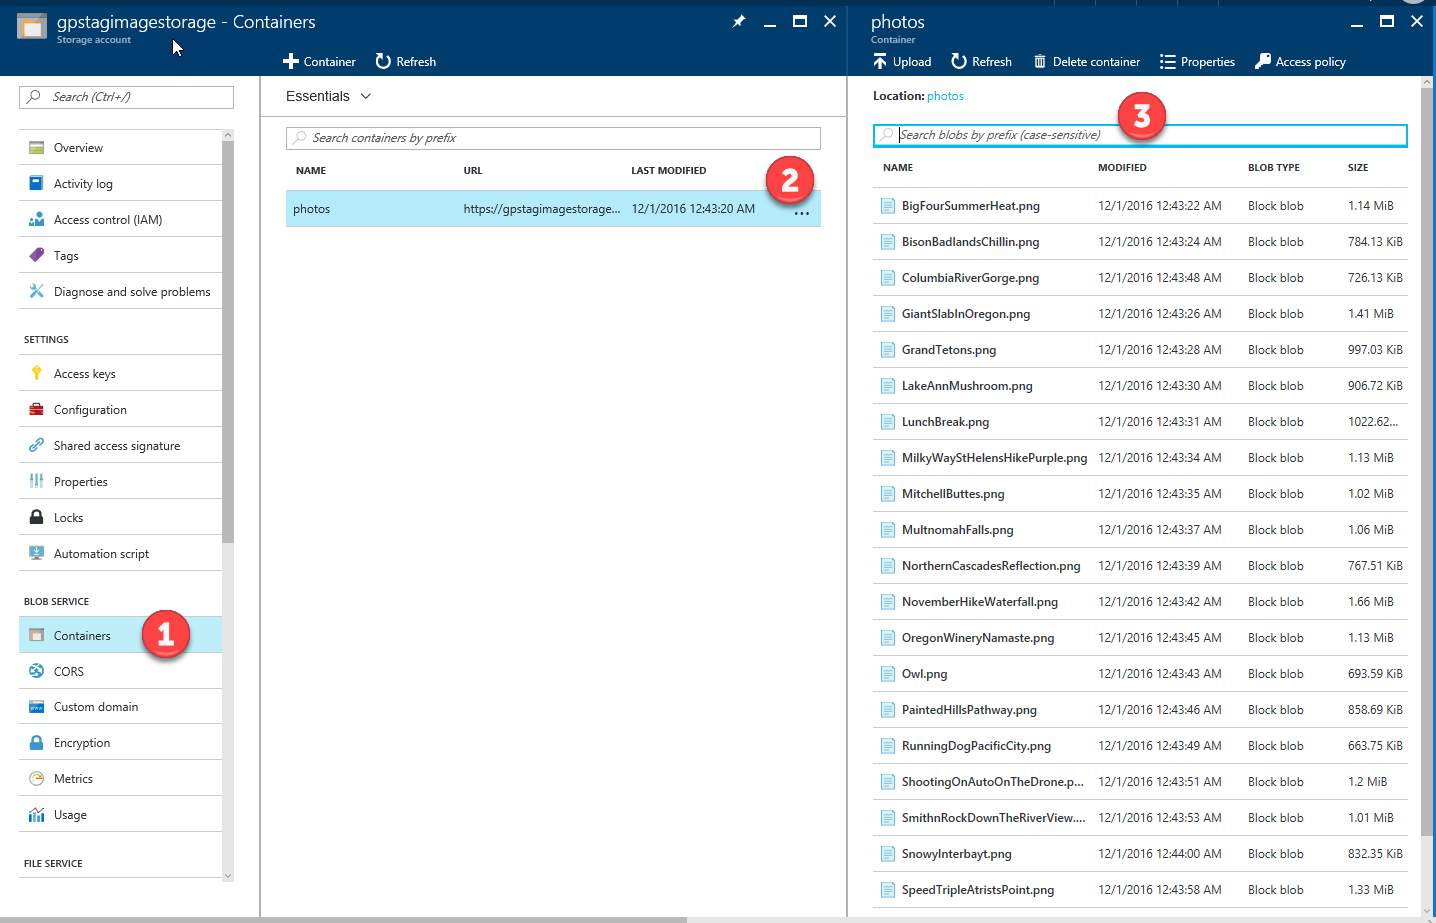 gpstagimagestorage - Containers
Storage account
Container
Refresh
Search (Ctrl+/)
Overview
Activity log
Access control (IAM)
Tags
Diagnose and solve problems
SETTINGS
Access keys
Configuration
Shared access signature
Properties
Locks
Automation script
BLOB SERVICE
Containers
1
CORS
Custom domain
Encryption
Metrics
Usage
FILE SERVICE
Essentials
Search containers by prefix
NAME URL LAST MODIFIED
2
photos https://gpstagimagestorage... 12/1/2016 12:43:20 AM ...
photos
Container
Upload Refresh Delete container Properties Access policy
Location: photos
3
Search blobs by prefix (case-sensitive)
NAME MODIFIED BLOB TYPE SIZE
BigFourSummerHeat.png 12/1/2016 12:43:22 AM Block blob 1.14 MiB
BisonBadlandsChillin.png 12/1/2016 12:43:24 AM Block blob 784.13 KiB
ColumbiaRiverGorge.png 12/1/2016 12:43:48 AM Block blob 726.13 KiB
GiantSlabInOregon.png 12/1/2016 12:43:26 AM Block blob 1.41 MiB
GrandTetons.png 12/1/2016 12:43:28 AM Block blob 997.03 KiB
LakeAnnMushroom.png 12/1/2016 12:43:30 AM Block blob 906.72 KiB
LunchBreak.png 12/1/2016 12:43:31 AM Block blob 1022.62...
MilkyWayStHelensHikePurple.png 12/1/2016 12:43:34 AM Block blob 1.13 MiB
MitchellButtes.png 12/1/2016 12:43:35 AM Block blob 1.02 MiB
MultnomahFalls.png 12/1/2016 12:43:37 AM Block blob 1.06 MiB
NorthernCascadesReflection.png 12/1/2016 12:43:39 AM Block blob 767.51 KiB
NovemberHikeWaterfall.png 12/1/2016 12:43:42 AM Block blob 1.66 MiB
OregonWineryNamaste.png 12/1/2016 12:43:45 AM Block blob 1.13 MiB
Owl.png 12/1/2016 12:43:43 AM Block blob 693.59 KiB
PaintedHillsPathway.png 12/1/2016 12:43:46 AM Block blob 858.69 KiB
RunningDogPacificCity.png 12/1/2016 12:43:49 AM Block blob 663.75 KiB
ShootingOnAutoOnTheDrone.p... 12/1/2016 12:43:51 AM Block blob 1.2 MiB
SmithnRockDownTheRiverView.... 12/1/2016 12:43:53 AM Block blob 1.01 MiB
SnowyInterbayt.png 12/1/2016 12:44:00 AM Block blob 832.35 KiB
SpeedTripleAtristsPoint.png 12/1/2016 12:43:58 AM Block blob 1.33 MiB